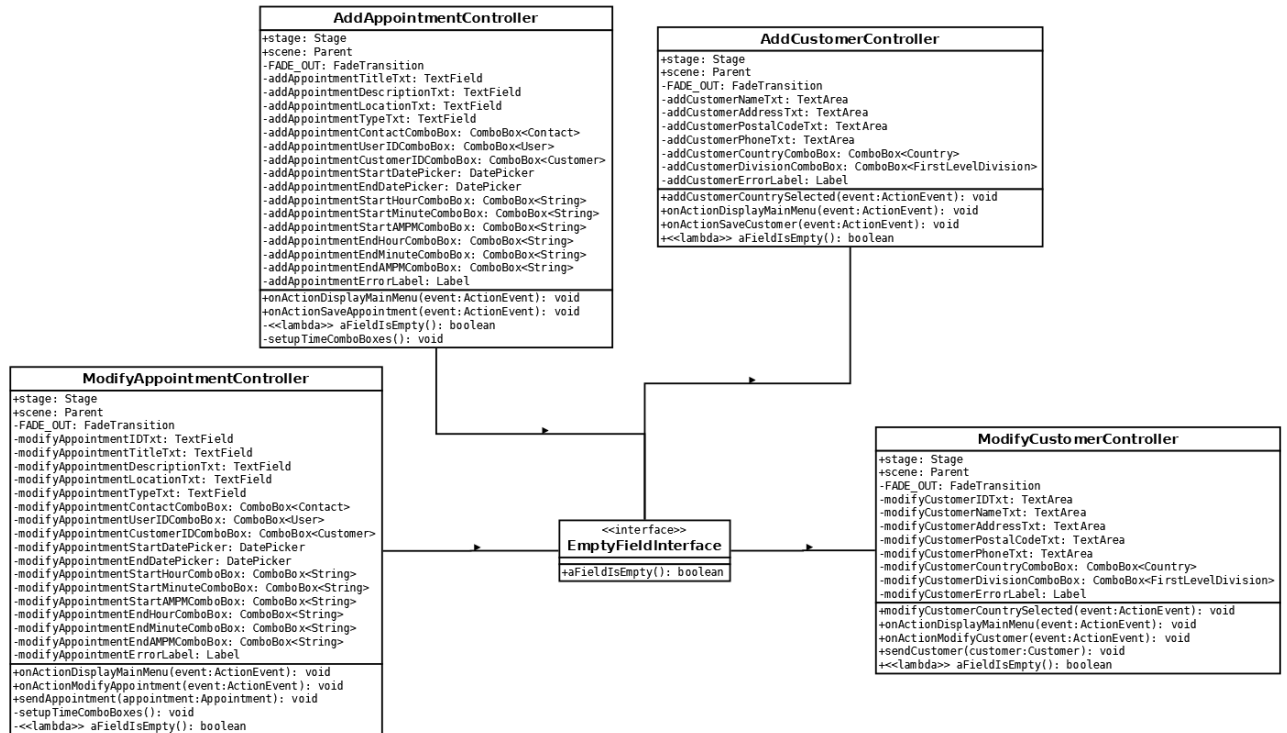 AddAppointmentController
+stage: Stage
+scene: Parent
-FADE_OUT: FadeTransition
-addAppointmentTitleTxt: TextField
-addAppointmentDescriptionTxt: TextField
-addAppointmentLocationTxt: TextField
-addAppointmentTypeTxt: TextField
-addAppointmentContactComboBox: ComboBox<Contact>
-addAppointmentUserIDComboBox: ComboBox<User>
-addAppointmentCustomerIDComboBox: ComboBox<Customer>
-addAppointmentStartDatePicker: DatePicker
-addAppointmentEndDatePicker: DatePicker
-addAppointmentStartHourComboBox: ComboBox<String>
-addAppointmentStartMinuteComboBox: ComboBox<String>
-addAppointmentStartAMPMComboBox: ComboBox<String>
-addAppointmentEndHourComboBox: ComboBox<String>
-addAppointmentEndMinuteComboBox: ComboBox<String>
-addAppointmentEndAMPMComboBox: ComboBox<String>
-addAppointmentErrorLabel: Label
+onActionDisplayMainMenu(event:ActionEvent): void
+onActionSaveAppointment(event:ActionEvent): void
-<<lambda>> aFieldIsEmpty(): boolean
-setupTimeComboBoxes(): void
AddCustomerController
+stage: Stage
+scene: Parent
-FADE_OUT: FadeTransition
-addCustomerNameTxt: TextArea
-addCustomerAddressTxt: TextArea
-addCustomerPostalCodeTxt: TextArea
-addCustomerPhoneTxt: TextArea
-addCustomerCountryComboBox: ComboBox<Country>
-addCustomerDivisionComboBox: ComboBox<FirstLevelDivision>
-addCustomerErrorLabel: Label
+addCustomerCountrySelected(event:ActionEvent): void
+onActionDisplayMainMenu(event:ActionEvent): void
+onActionSaveCustomer(event:ActionEvent): void
+<<lambda>> aFieldIsEmpty(): boolean
ModifyAppointmentController
+stage: Stage
+scene: Parent
-FADE_OUT: FadeTransition
-modifyAppointmentIDTxt: TextField
-modifyAppointmentTitleTxt: TextField
-modifyAppointmentDescriptionTxt: TextField
-modifyAppointmentLocationTxt: TextField
-modifyAppointmentTypeTxt: TextField
-modifyAppointmentContactComboBox: ComboBox<Contact>
-modifyAppointmentUserIDComboBox: ComboBox<User>
-modifyAppointmentCustomerIDComboBox: ComboBox<Customer>
-modifyAppointmentStartDatePicker: DatePicker
-modifyAppointmentEndDatePicker: DatePicker
-modifyAppointmentStartHourComboBox: ComboBox<String>
-modifyAppointmentStartMinuteComboBox: ComboBox<String>
-modifyAppointmentStartAMPMComboBox: ComboBox<String>
-modifyAppointmentEndHourComboBox: ComboBox<String>
-modifyAppointmentEndMinuteComboBox: ComboBox<String>
-modifyAppointmentEndAMPMComboBox: ComboBox<String>
-modifyAppointmentErrorLabel: Label
+onActionDisplayMainMenu(event:ActionEvent): void
+onActionModifyAppointment(event:ActionEvent): void
+sendAppointment(appointment:Appointment): void
-setupTimeComboBoxes(): void
-<<lambda>> aFieldIsEmpty(): boolean
<<interface>>
EmptyFieldInterface
+aFieldIsEmpty(): boolean
ModifyCustomerController
+stage: Stage
+scene: Parent
-FADE_OUT: FadeTransition
-modifyCustomerIDTxt: TextArea
-modifyCustomerNameTxt: TextArea
-modifyCustomerAddressTxt: TextArea
-modifyCustomerPostalCodeTxt: TextArea
-modifyCustomerPhoneTxt: TextArea
-modifyCustomerCountryComboBox: ComboBox<Country>
-modifyCustomerDivisionComboBox: ComboBox<FirstLevelDivision>
-modifyCustomerErrorLabel: Label
+modifyCustomerCountrySelected(event:ActionEvent): void
+onActionDisplayMainMenu(event:ActionEvent): void
+onActionModifyCustomer(event:ActionEvent): void
+sendCustomer(customer:Customer): void
+<<lambda>> aFieldIsEmpty(): boolean